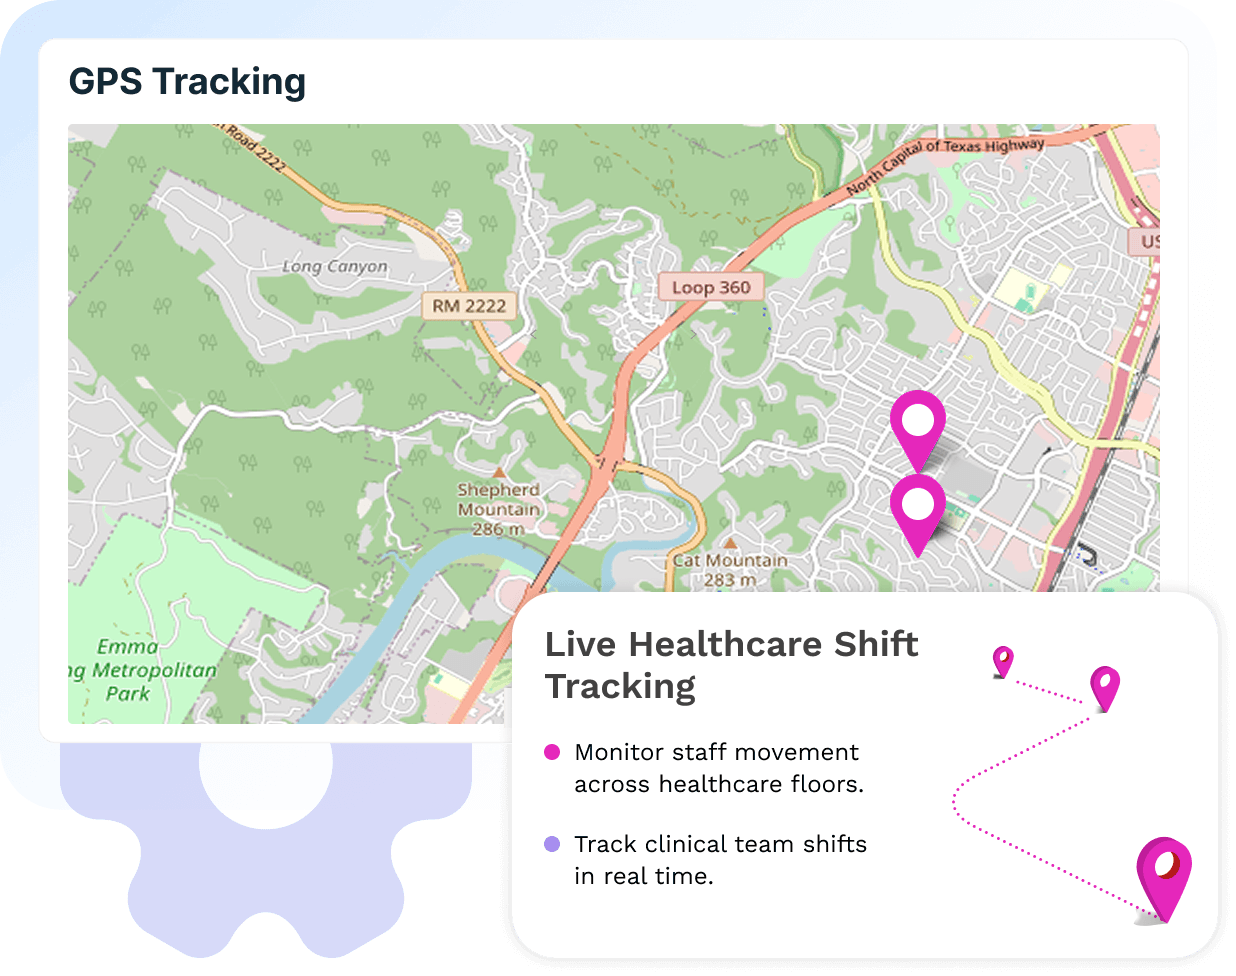 GPS Tracking
Road 2222
North Capital of Texas Highway
US
Long Canyon
Loop 360
RM 2222
Shepherd
Mountain
286 m
Cat Mountain
283 m
Emma
ng Metropolitan
Park
Live Healthcare Shift
Tracking
Monitor staff movement
across healthcare floors.
Track clinical team shifts
in real time.